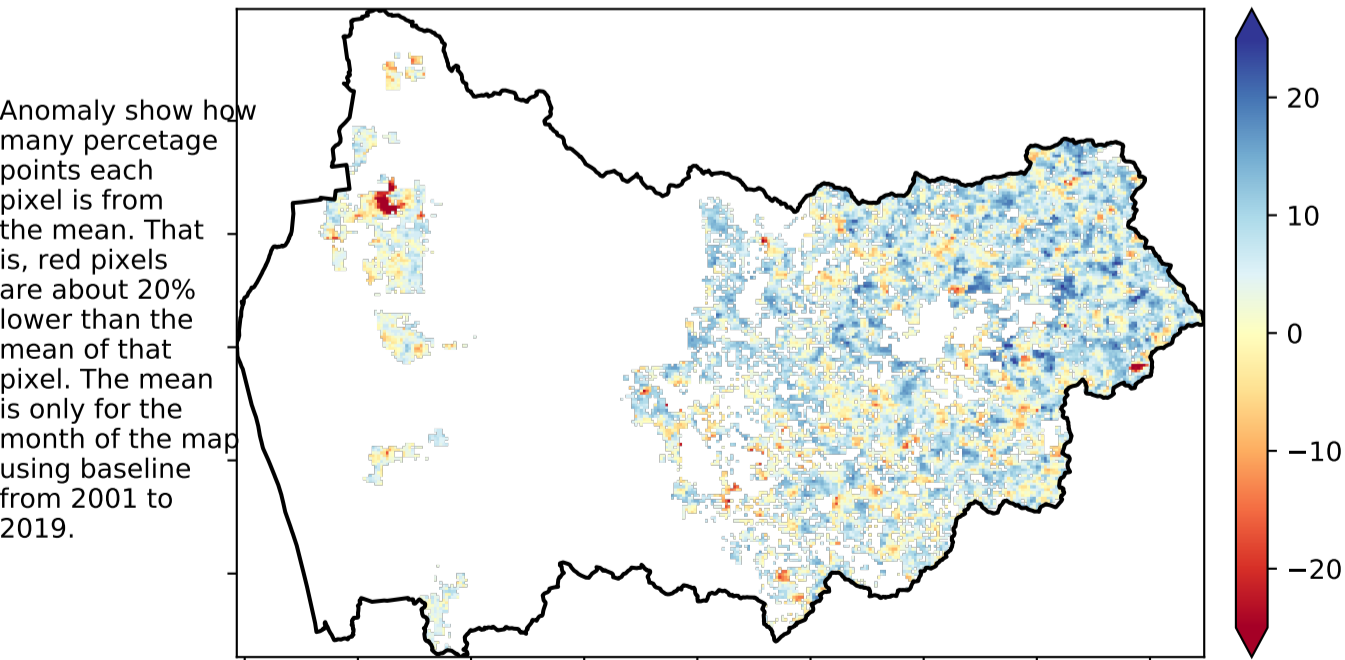 Anomaly show how
many percetage
points each
pixel is from
the mean. That
is, red pixels
are about 20%
lower than the
mean of that
pixel. The mean
is only for the
month of the map
using baseline
from 2001 to
2019.
20
10
0
−10
−20